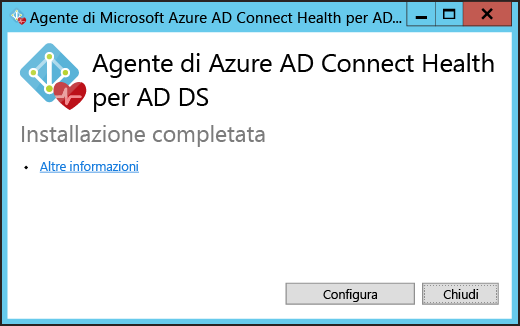 Agente di Microsoft Azure AD Connect Health per AD...
Agente di Azure AD Connect Health
per AD DS
Installazione completata
• Altre informazioni
Configura
Chiudi